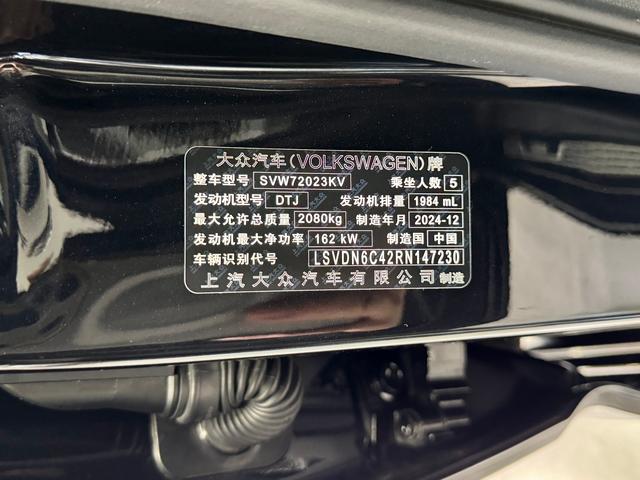 大众汽车(VOLKSWAGEN)牌
整车型号 SVW72023KV 乘坐人数 5
发动机型号 DTJ 发动机排量 1984 mL
最大允许总质量 2080kg 制造年月 2024-12
发动机最大净功率 162 kW 制造国 中国
车辆识别代号 LSVDN6C42RN147230
上汽大众汽车有限公司 制造